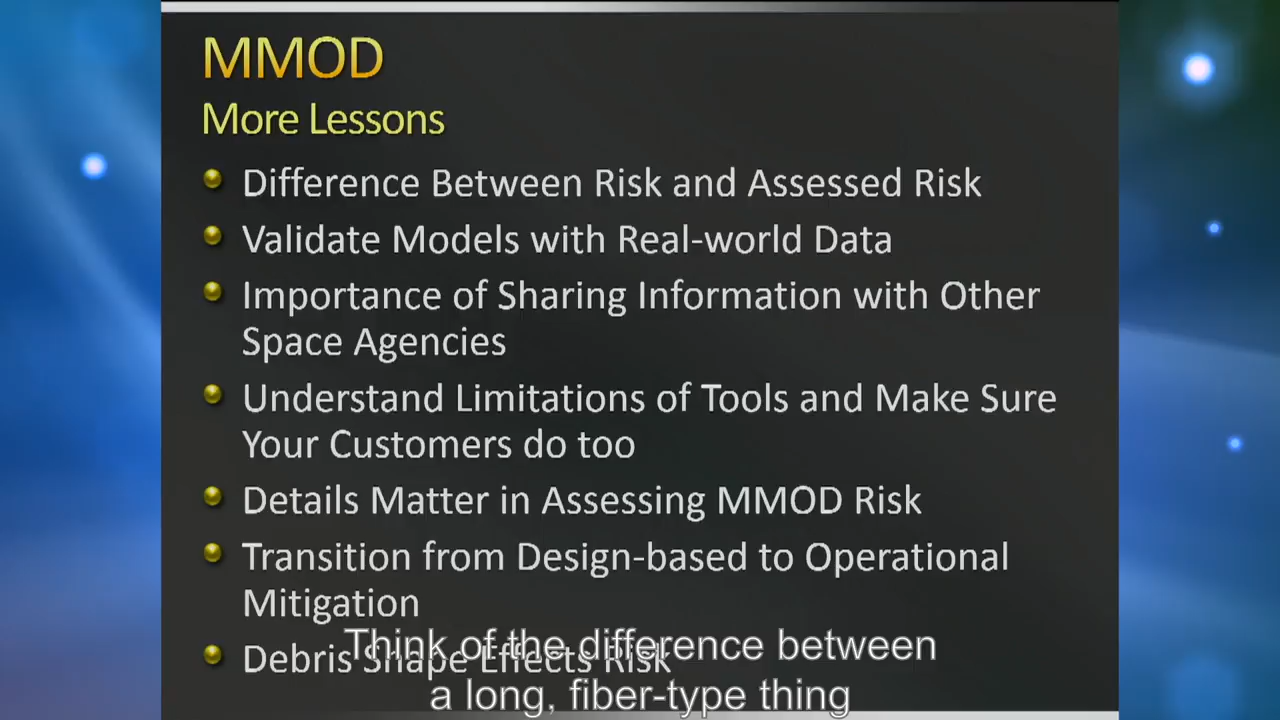 MMOD
More Lessons
Difference Between Risk and Assessed Risk
Validate Models with Real-world Data
Importance of Sharing Information with Other
Space Agencies
Understand Limitations of Tools and Make Sure
Your Customers do too
Details Matter in Assessing MMOD Risk
Transition from Design-based to Operational
Mitigation
Debris Shape Effects Risk
Think of the difference between
a long, fiber-type thing